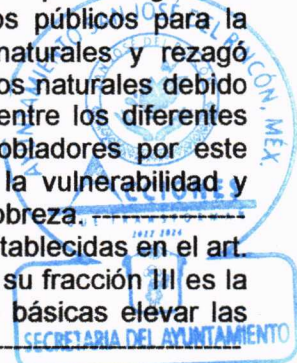 os públicos para la
naturales y rezagó
os naturales debido
entre los diferentes
obladores por este
la vulnerabilidad y
obreza.-------------------
tablecidas en el art.
su fracción III es la
básicas elevar las
AYUNTAMIENTO SAN JOSÉ DEL RINCÓN, MÉX.
2022 2024
SECRETARIA DEL AYUNTAMIENTO